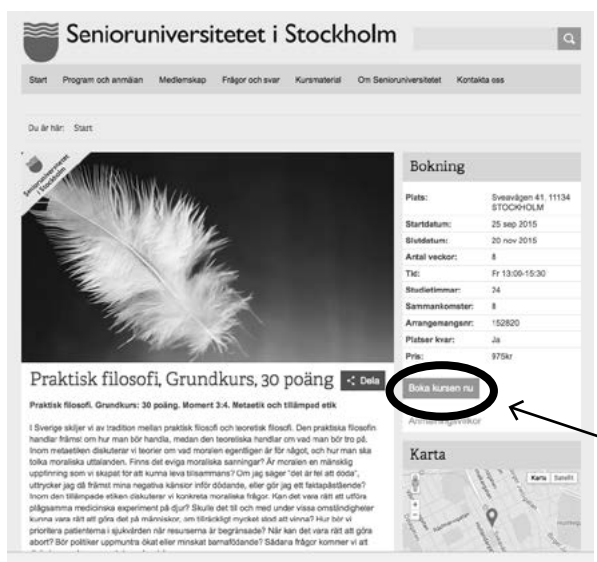 Senioruniversitetet i Stockholm
Start Program och anmälan Medlemskap Frågor och svar Kursmaterial Om Senioruniversitetet Kontakta oss
Du är här: Start
Senioruniversitetet
i Stockholm
Bokning
Plats: Sveavägen 41, 11134
STOCKHOLM
Startdatum: 25 sep 2015
Slutdatum: 20 nov 2015
Antal veckor: 8
Tid: Fr 13:00-15:30
Studietimmar: 24
Sammankomster: 8
Arrangemangsnr: 152820
Platser kvar: Ja
Pris: 975kr
Boka kursen nu
Anmälningsvillkor
Karta
Karta Satellit
Praktisk filosofi, Grundkurs, 30 poäng Dela
Praktisk filosofi. Grundkurs: 30 poäng. Moment 3:4. Metaetik och tillämpad etik
I Sverige skiljer vi av tradition mellan praktisk filosofi och teoretisk filosofi. Den praktiska filosofin
handlar främst om hur man bör handla, medan den teoretiska handlar om vad man bör tro på.
Inom metaetiken diskuterar vi teorier om vad moralen egentligen är för något, och hur man ska
tolka moraliska uttalanden. Finns det eviga moraliska sanningar? Är moralen en mänsklig
uppfinning som vi skapat för att kunna leva tillsammans? Om jag säger "det är fel att döda",
uttrycker jag då främst mina negativa känslor inför dödande, eller gör jag ett faktapåstående?
Inom den tillämpade etiken diskuterar vi konkreta moraliska frågor. Kan det vara rätt att utföra
plågsamma medicinska experiment på djur? Skulle det till och med under vissa omständigheter
kunna vara rätt att göra det på människor, om tillräckligt mycket stod att vinna? Hur bör vi
prioritera patienterna i sjukvården när resurserna är begränsade? När kan det vara rätt att göra
abort? Bör politiker uppmuntra ökat eller minskat barnafödande? Sådana frågor kommer vi att